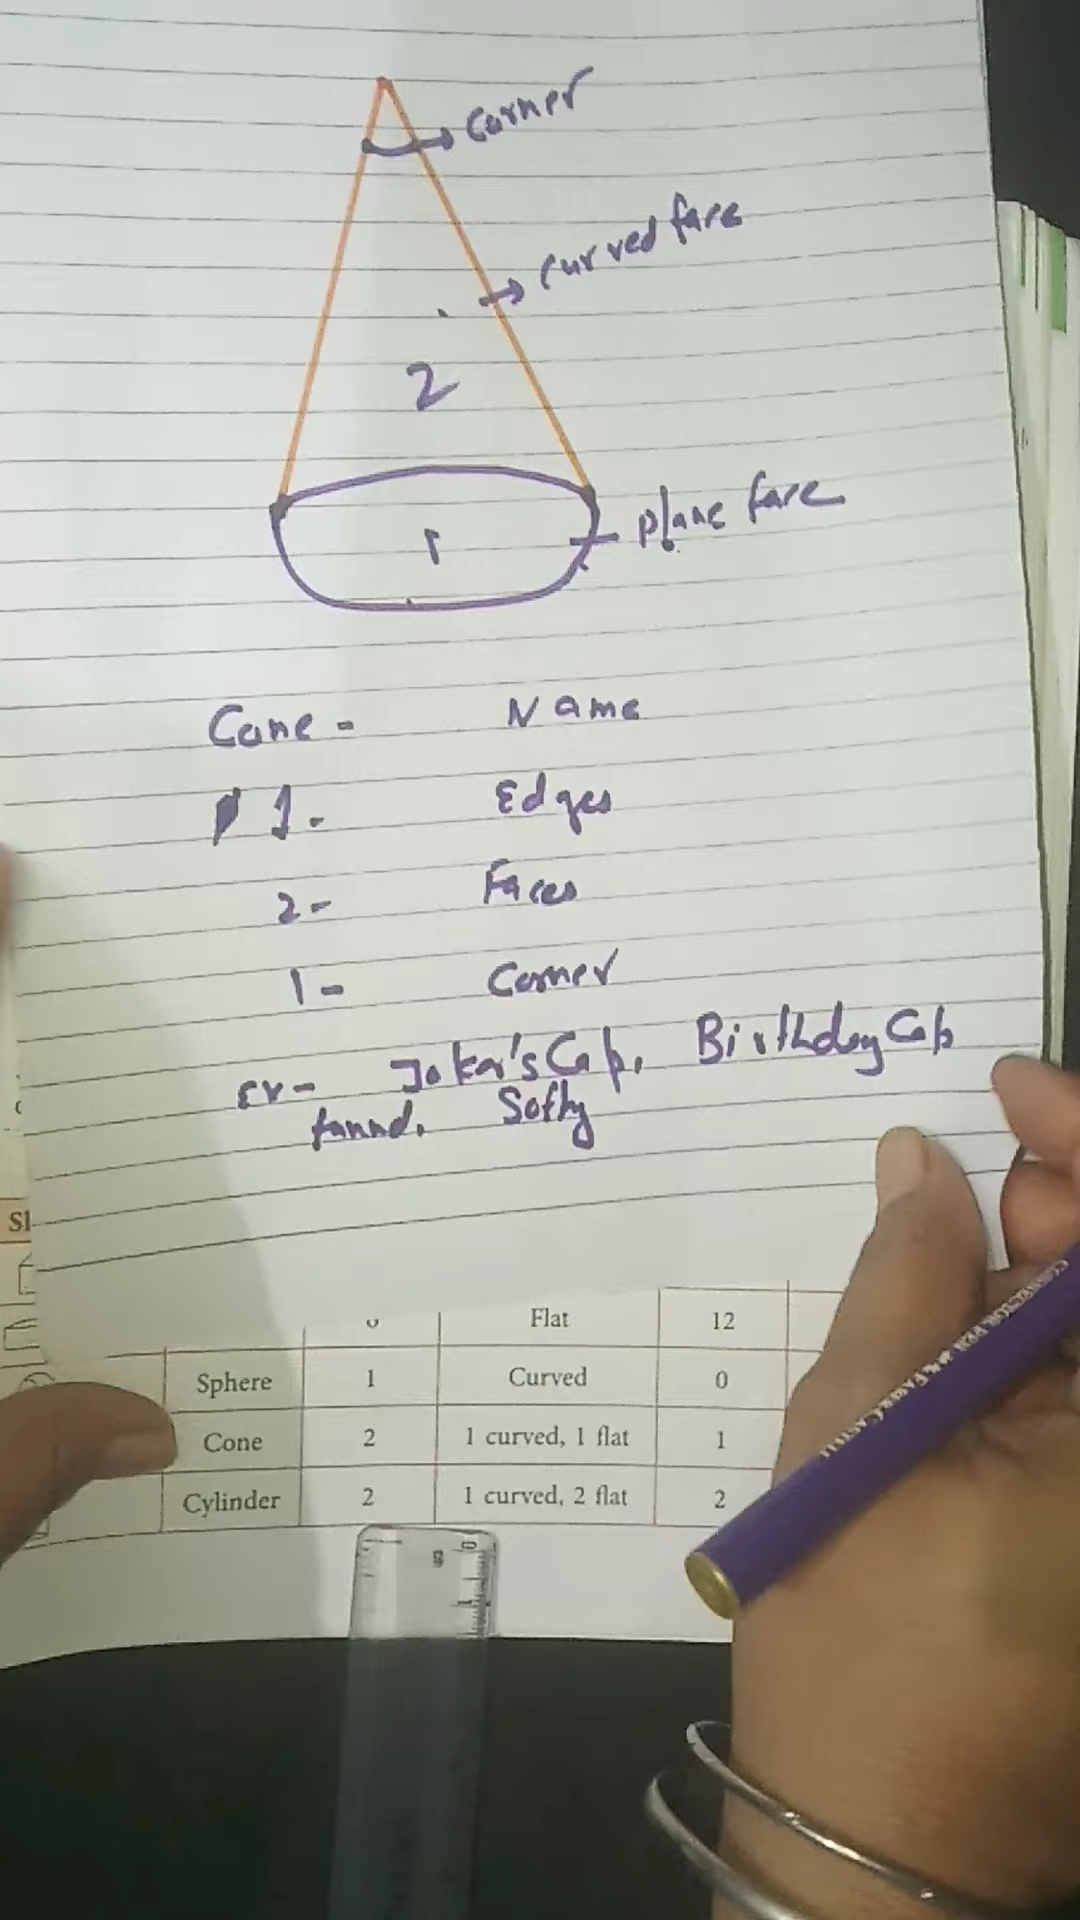 corner
curved face
2
1
plane face
Cone - Name
1 - Edges
2 - Faces
1 - Corner
Ex - Joker's Cap, Birthday Cap
Softy
Sl
Flat 12
Sphere 1 Curved 0
Cone 2 1 curved, 1 flat 1
Cylinder 2 1 curved, 2 flat 2